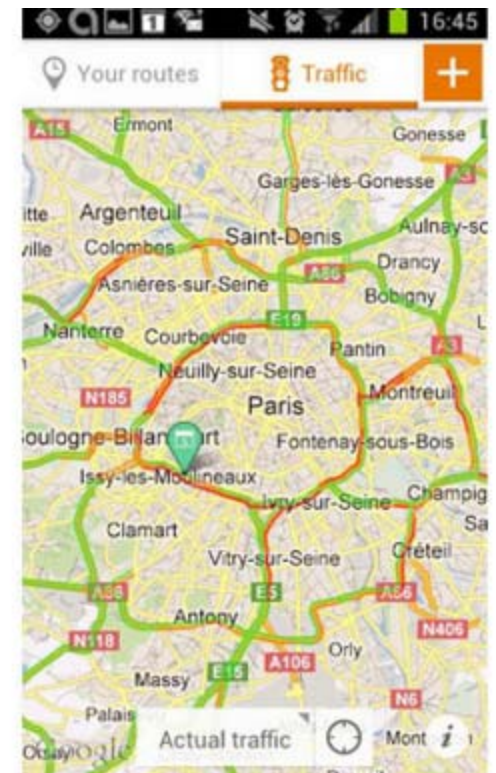 1
16:45
Your routes
Traffic
+
A15
Ermont
Gonesse
Garges-lès-Gonesse
A3
Argenteuil
Saint-Denis
Colombes
A86
Drancy
Asnières-sur-Seine
Bobigny
E19
Nanterre
Courbevoie
Pantin
A3
Neuilly-sur-Seine
N185
Montreuil
Paris
Fontenay-sous-Bois
Issy-les-Moulineaux
Ivry-sur-Seine
Champig
Clamart
Vitry-sur-Seine
Créteil
E5
A86
Antony
N118
Orly
N406
A106
E15
Massy
N6
Palais
Actual traffic
Mont
i